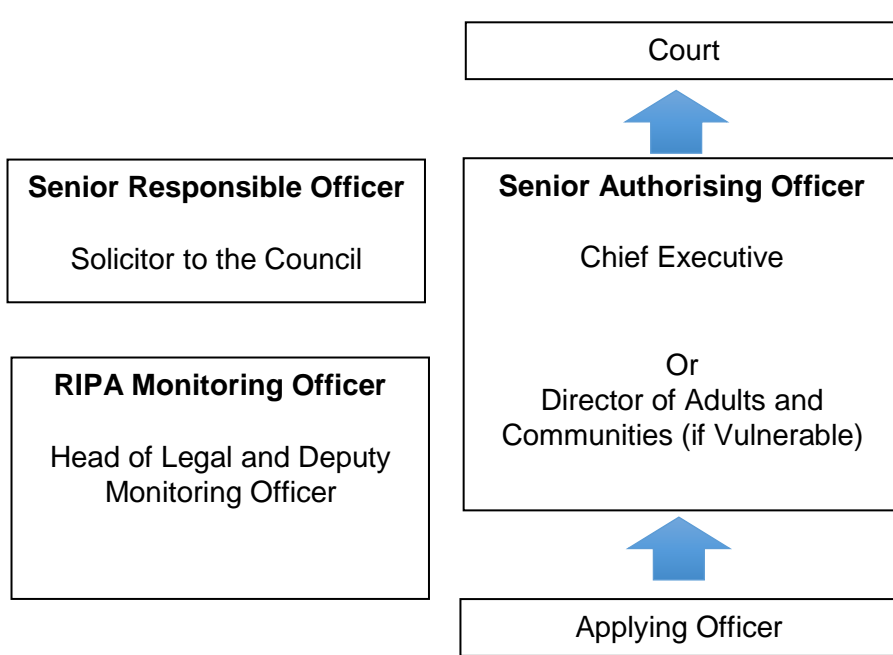 Court
Senior Responsible Officer
Solicitor to the Council
Senior Authorising Officer
Chief Executive
Or
Director of Adults and
Communities (if Vulnerable)
RIPA Monitoring Officer
Head of Legal and Deputy
Monitoring Officer
Applying Officer